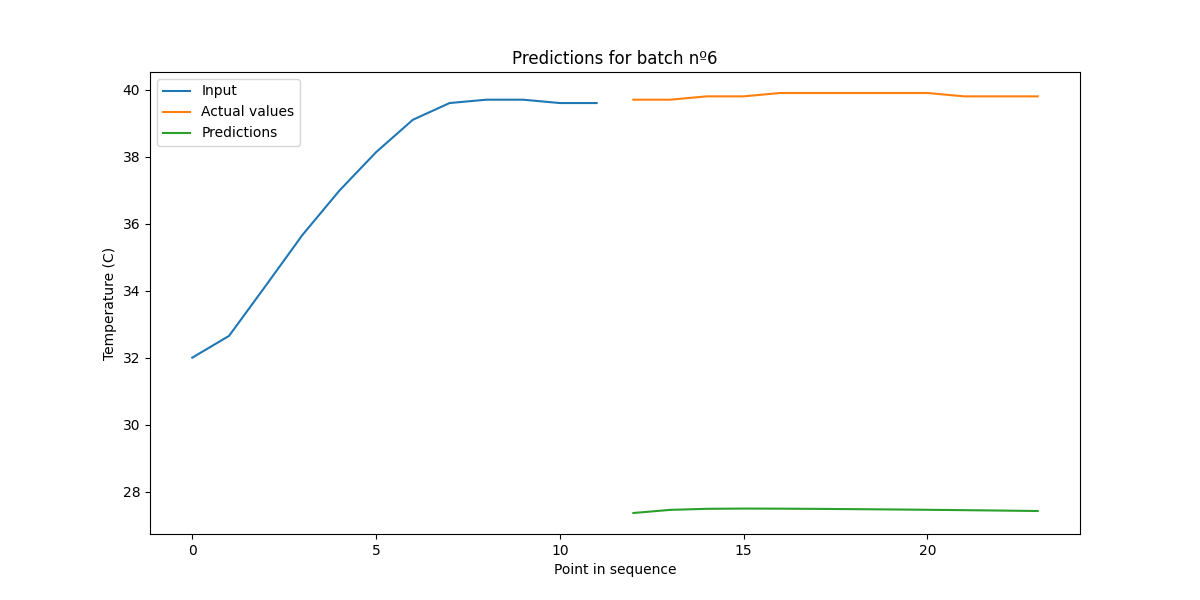 Predictions for batch nº6
Input
Actual values
Predictions
Temperature (C)
40
38
36
34
32
30
28
0 5 10 15 20
Point in sequence